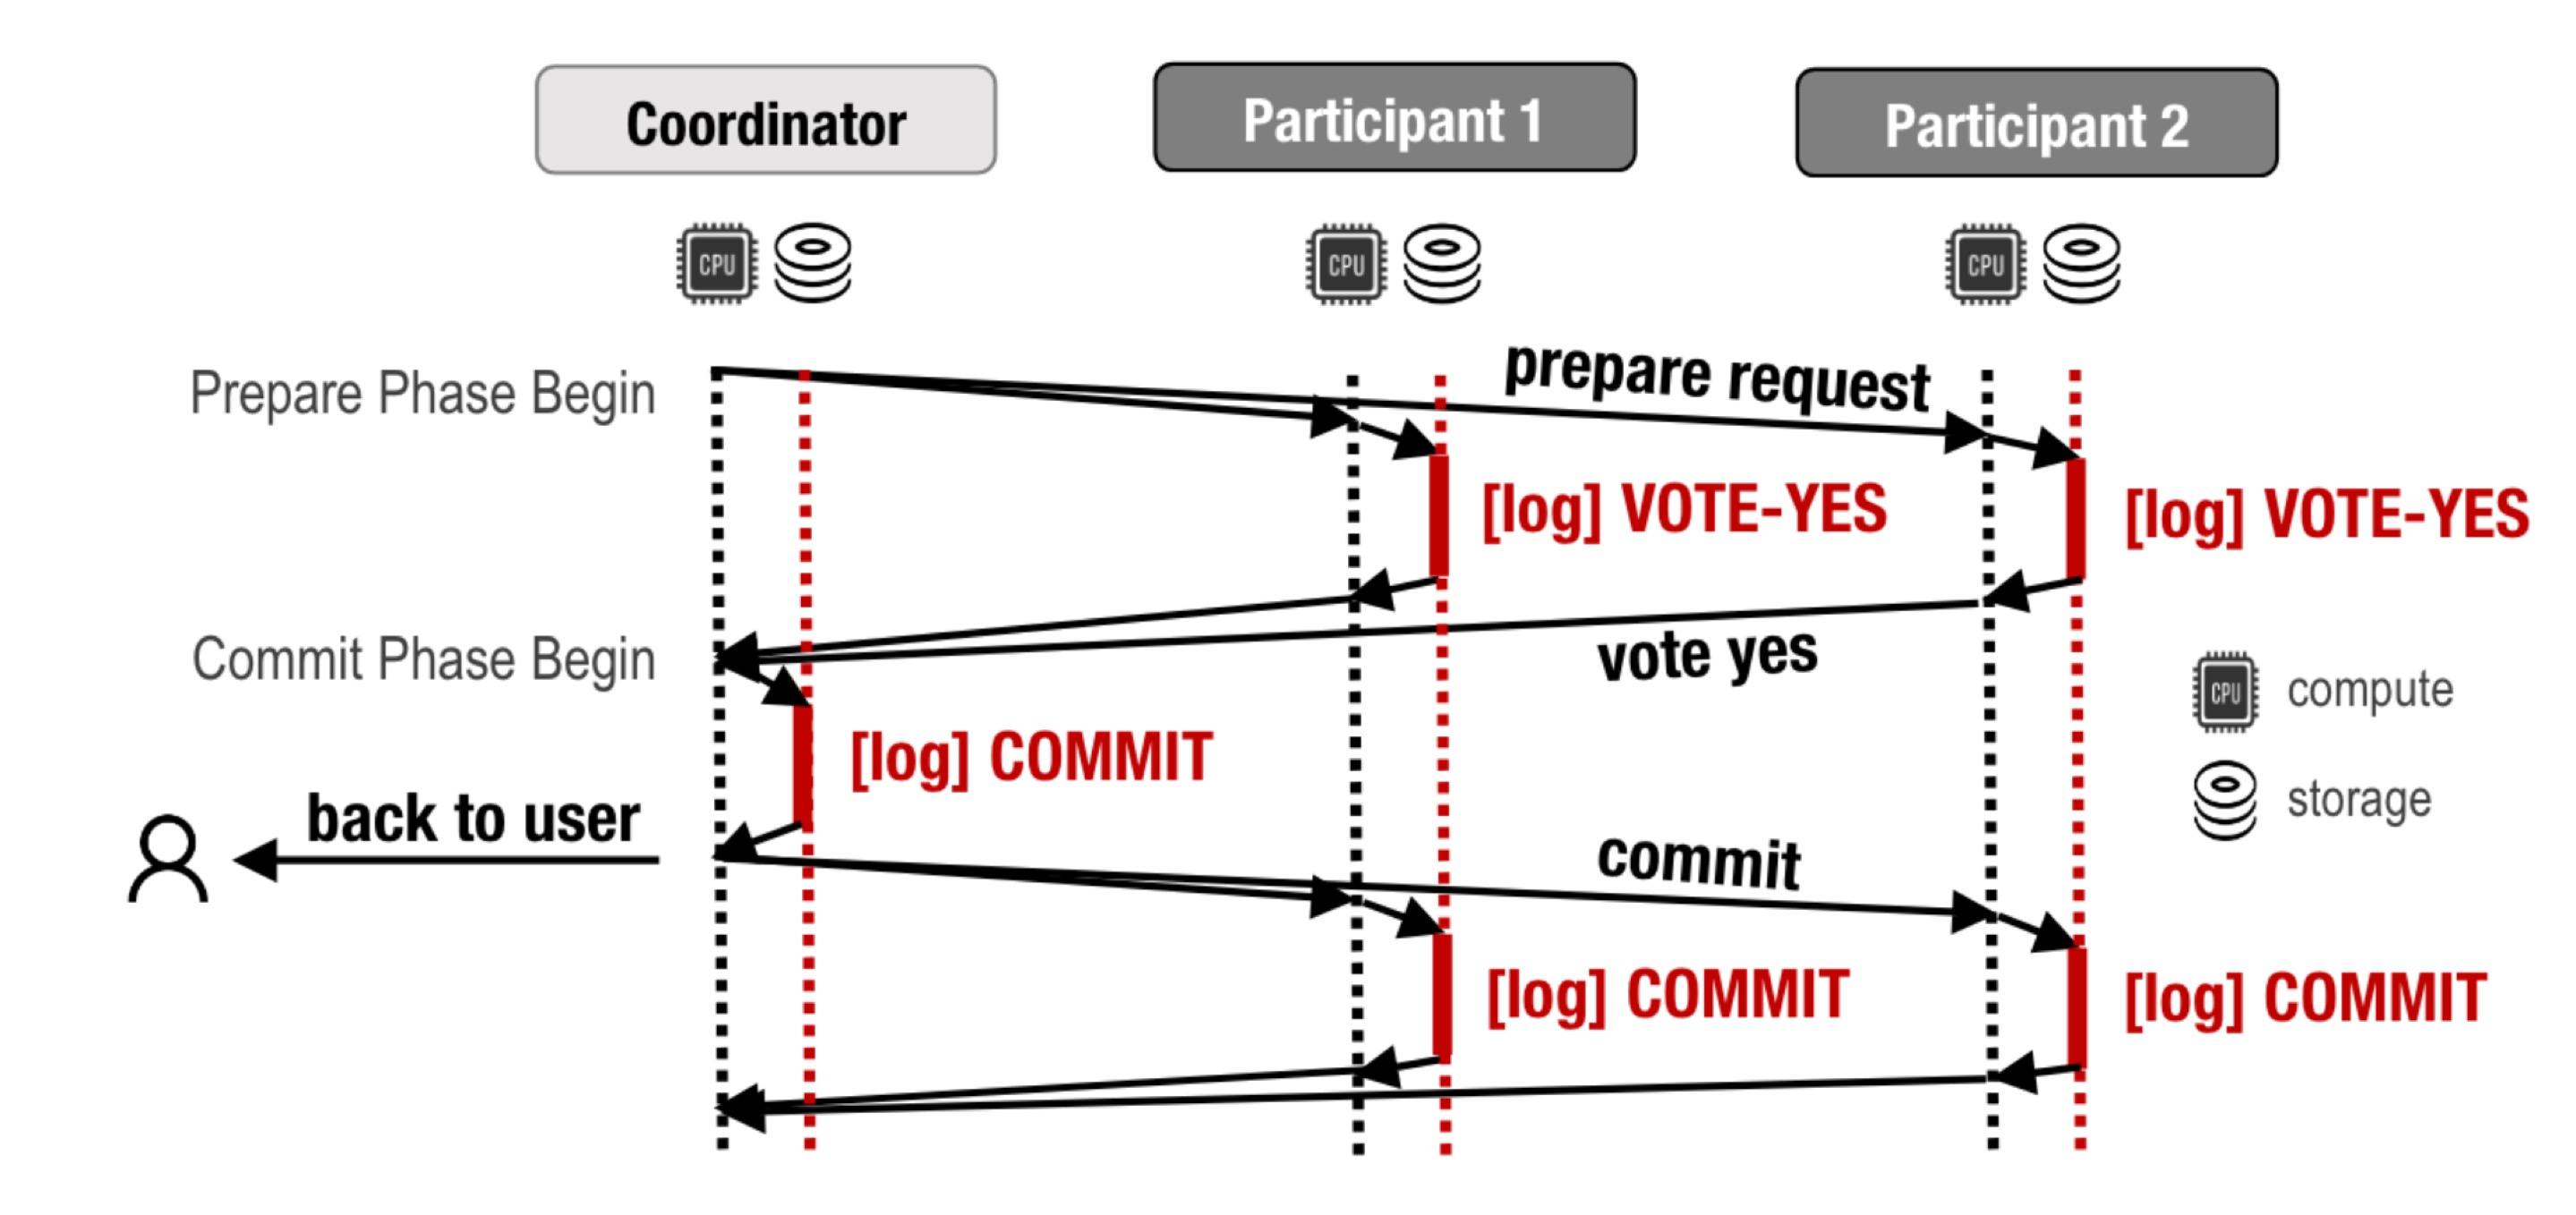 Coordinator
Participant 1
Participant 2
CPU
CPU
CPU
Prepare Phase Begin
prepare request
[log] VOTE-YES
[log] VOTE-YES
Commit Phase Begin
vote yes
CPU
compute
[log] COMMIT
storage
back to user
commit
[log] COMMIT
[log] COMMIT